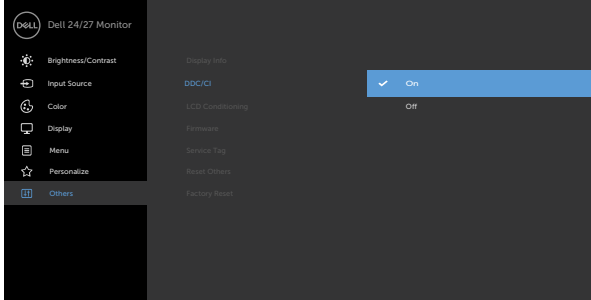 DELL
Dell 24/27 Monitor
Brightness/Contrast
Display Info
Input Source
DDC/CI
On
Color
LCD Conditioning
Off
Display
Firmware
Menu
Service Tag
Personalize
Reset Others
Others
Factory Reset